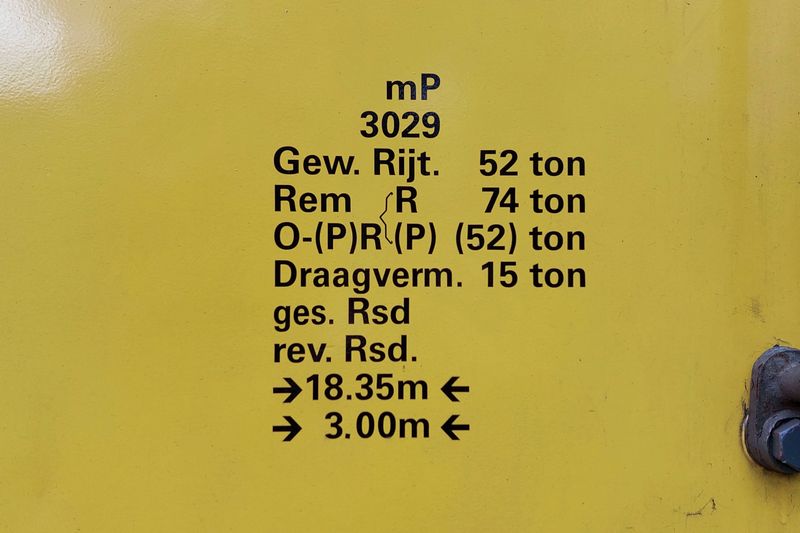 mP
3029
Gew. Rijt. 52 ton
Rem { R 74 ton
O-(P)R { (P) (52) ton
Draagverm. 15 ton
ges. Rsd
rev. Rsd.
→18.35m ←
→ 3.00m ←